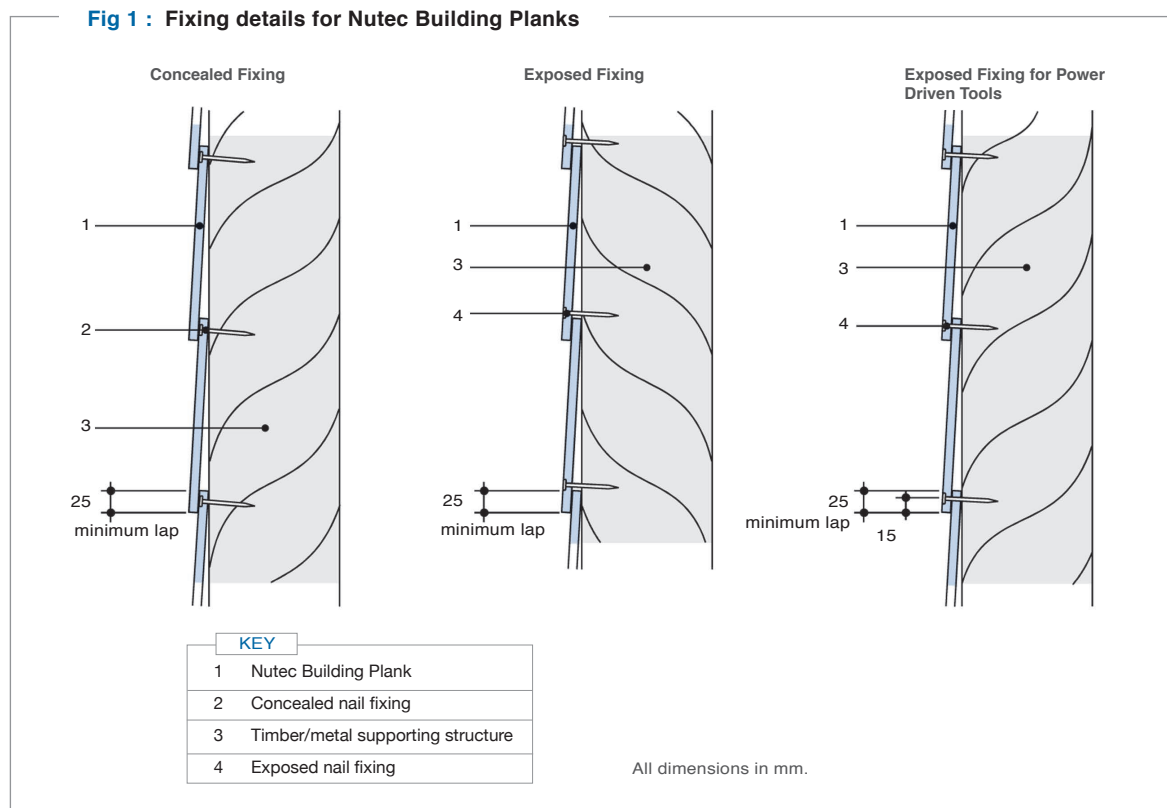 Fig 1 : Fixing details for Nutec Building Planks
Concealed Fixing
1
2
3
25
minimum lap
Exposed Fixing
1
3
4
25
minimum lap
Exposed Fixing for Power
Driven Tools
1
3
4
25
minimum lap
15
KEY
1 Nutec Building Plank
2 Concealed nail fixing
3 Timber/metal supporting structure
4 Exposed nail fixing
All dimensions in mm.